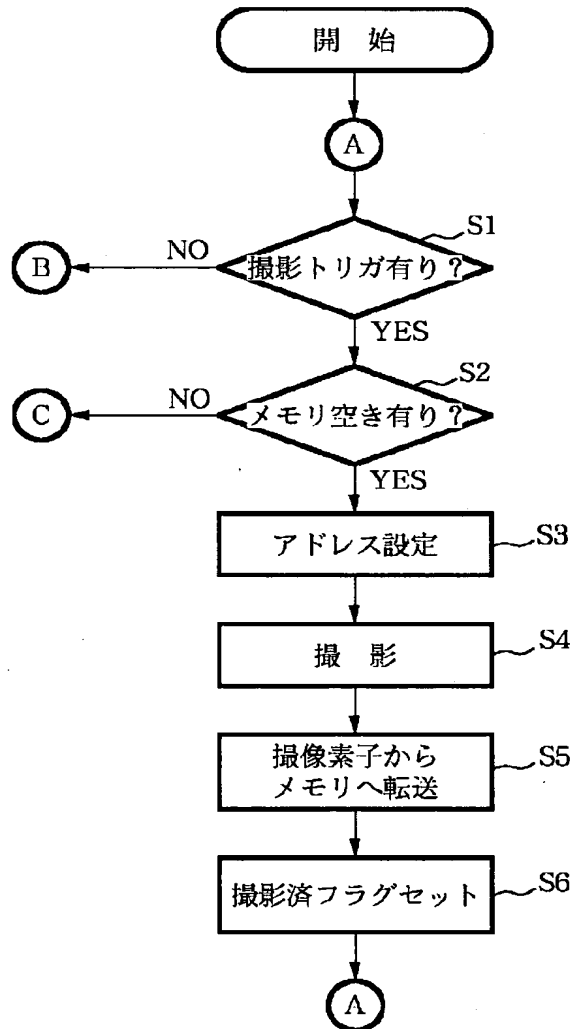 開　始
A
S1
NO
B
撮影トリガ有り?
YES
S2
NO
C
メモリ空き有り?
YES
アドレス設定
S3
撮　影
S4
撮像素子から
メモリへ転送
S5
撮影済フラグセット
S6
A